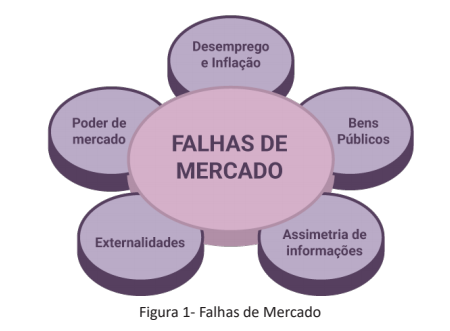 Desemprego
e Inflação
Poder de
mercado
Bens
Públicos
FALHAS DE
MERCADO
Externalidades
Assimetria de
informações
Figura 1- Falhas de Mercado